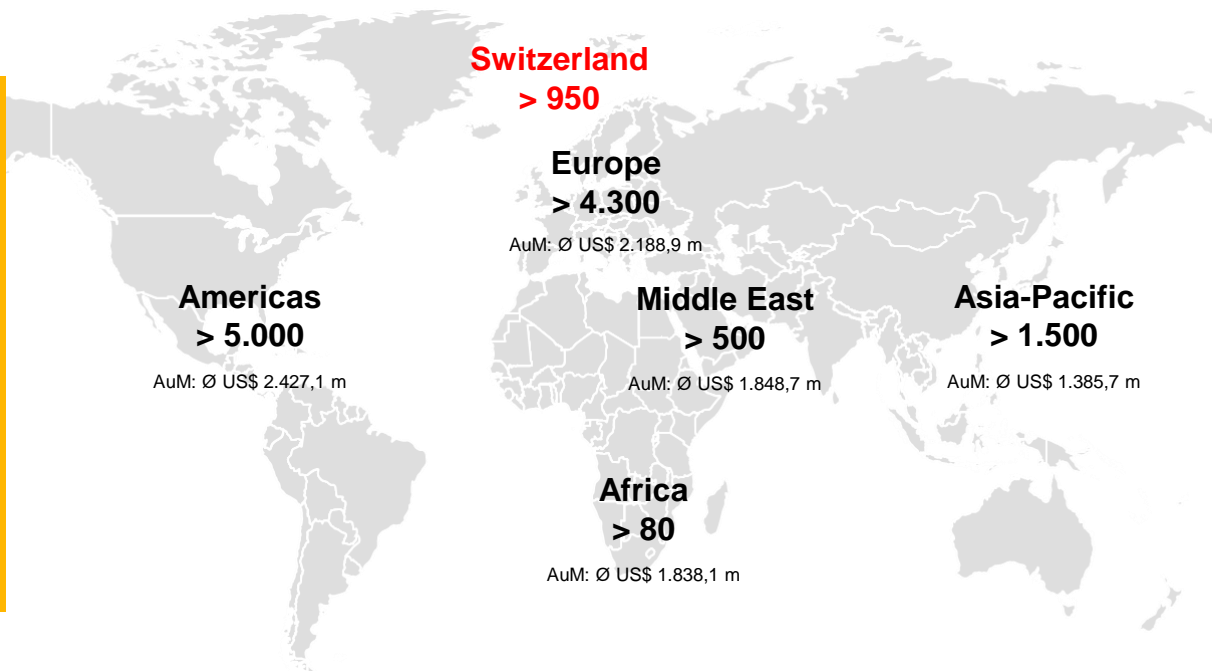 Switzerland
> 950
Europe
> 4.300
AuM: Ø US$ 2.188,9 m
Americas
> 5.000
AuM: Ø US$ 2.427,1 m
Middle East
> 500
AuM: Ø US$ 1.848,7 m
Asia-Pacific
> 1.500
AuM: Ø US$ 1.385,7 m
Africa
> 80
AuM: Ø US$ 1.838,1 m